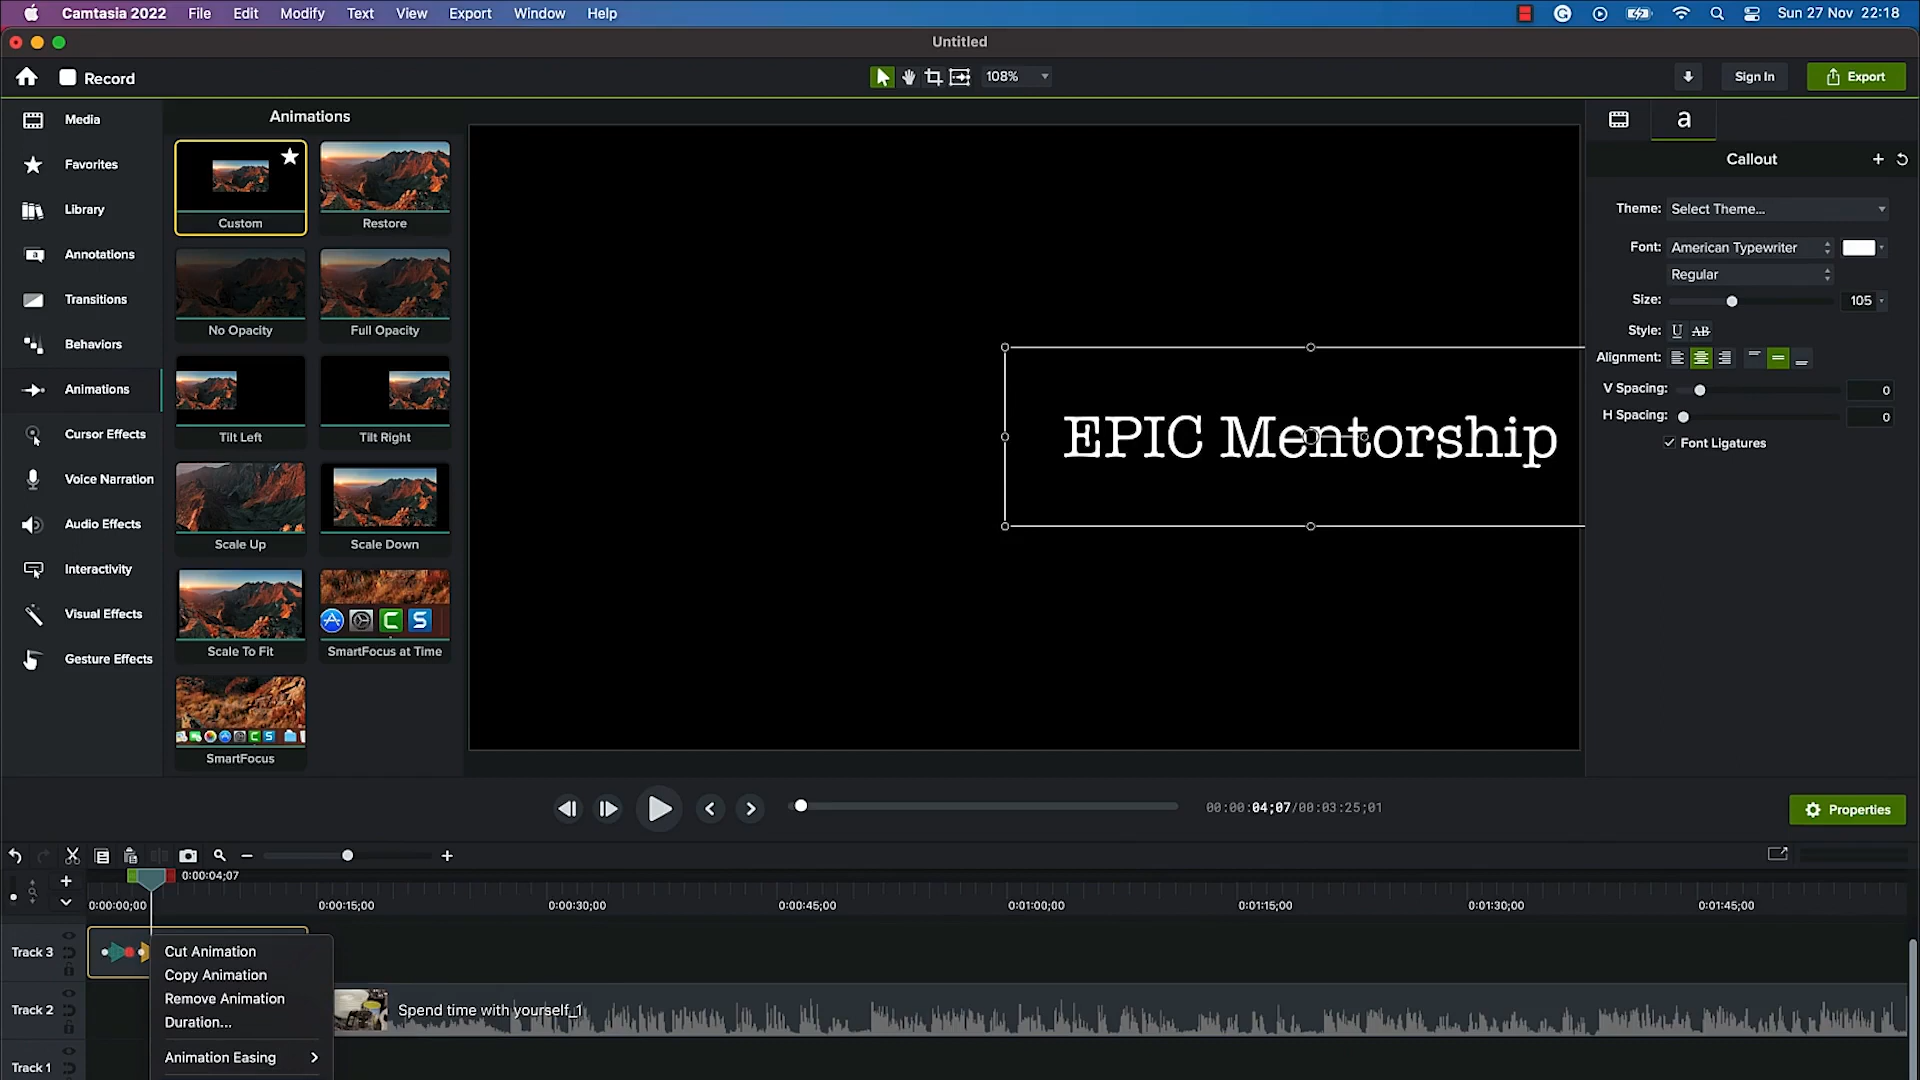 Camtasia 2022 File Edit Modify Text View Export Window Help Sun 27 Nov 22:18
Untitled
Record 108% Sign In Export
Media
Favorites
Library
Annotations
Transitions
Behaviors
Animations
Cursor Effects
Voice Narration
Audio Effects
Interactivity
Visual Effects
Gesture Effects
Animations
Custom Restore
No Opacity Full Opacity
Tilt Left Tilt Right
Scale Up Scale Down
Scale To Fit SmartFocus at Time
SmartFocus
EPIC Mentorship
a
Callout
Theme: Select Theme...
Font: American Typewriter
Regular
Size: 105
Style: U AB
Alignment:
V Spacing: 0
H Spacing: 0
Font Ligatures
00:00:04;07/00:03:25;01
Properties
0:00:04;07
0:00:00;00 0:00:15;00 0:00:30;00 0:00:45;00 0:01:00;00 0:01:15;00 0:01:30;00 0:01:45;00
Track 3
Cut Animation
Copy Animation
Remove Animation
Duration...
Animation Easing
Track 2 Spend time with yourself_1
Track 1